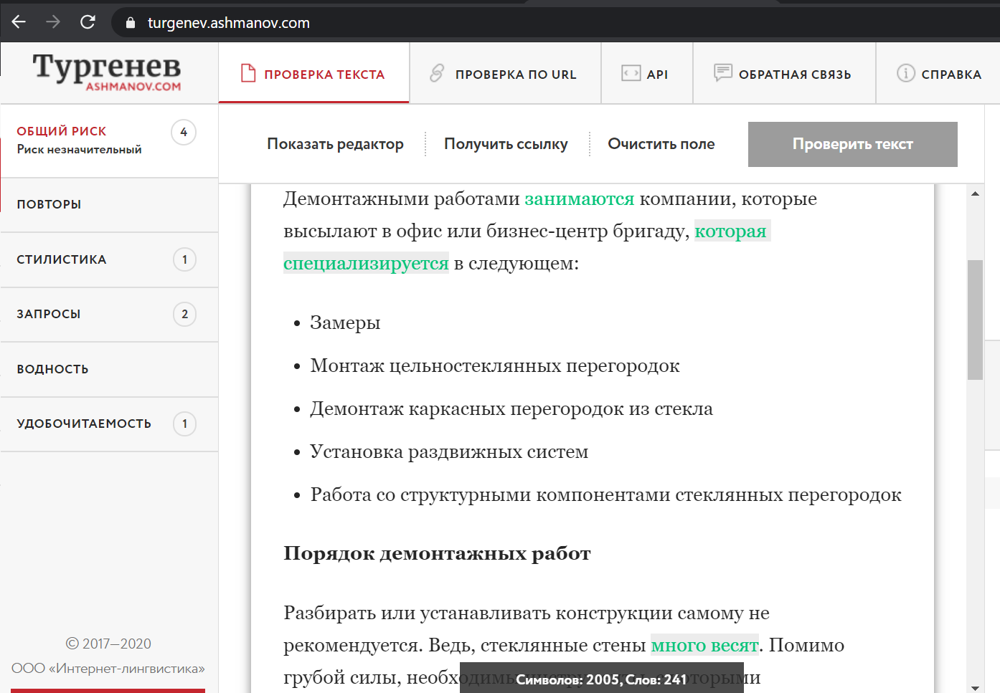 turgenev.ashmanov.com
Тургенев
ASHMANOV.COM
ПРОВЕРКА ТЕКСТА
ПРОВЕРКА ПО URL
API
ОБРАТНАЯ СВЯЗЬ
СПРАВКА
ОБЩИЙ РИСК
4
Риск незначительный
ПОВТОРЫ
СТИЛИСТИКА
1
ЗАПРОСЫ
2
ВОДНОСТЬ
УДОБОЧИТАЕМОСТЬ
1
© 2017—2020
ООО «Интернет-лингвистика»
Показать редактор
Получить ссылку
Очистить поле
Проверить текст
Демонтажными работами занимаются компании, которые
высылают в офис или бизнес-центр бригаду, которая
специализируется в следующем:
• Замеры
• Монтаж цельностеклянных перегородок
• Демонтаж каркасных перегородок из стекла
• Установка раздвижных систем
• Работа со структурными компонентами стеклянных перегородок
Порядок демонтажных работ
Разбирать или устанавливать конструкции самому не
рекомендуется. Ведь, стеклянные стены много весят. Помимо
грубой силы, необходимы
Символов: 2005, Слов: 241